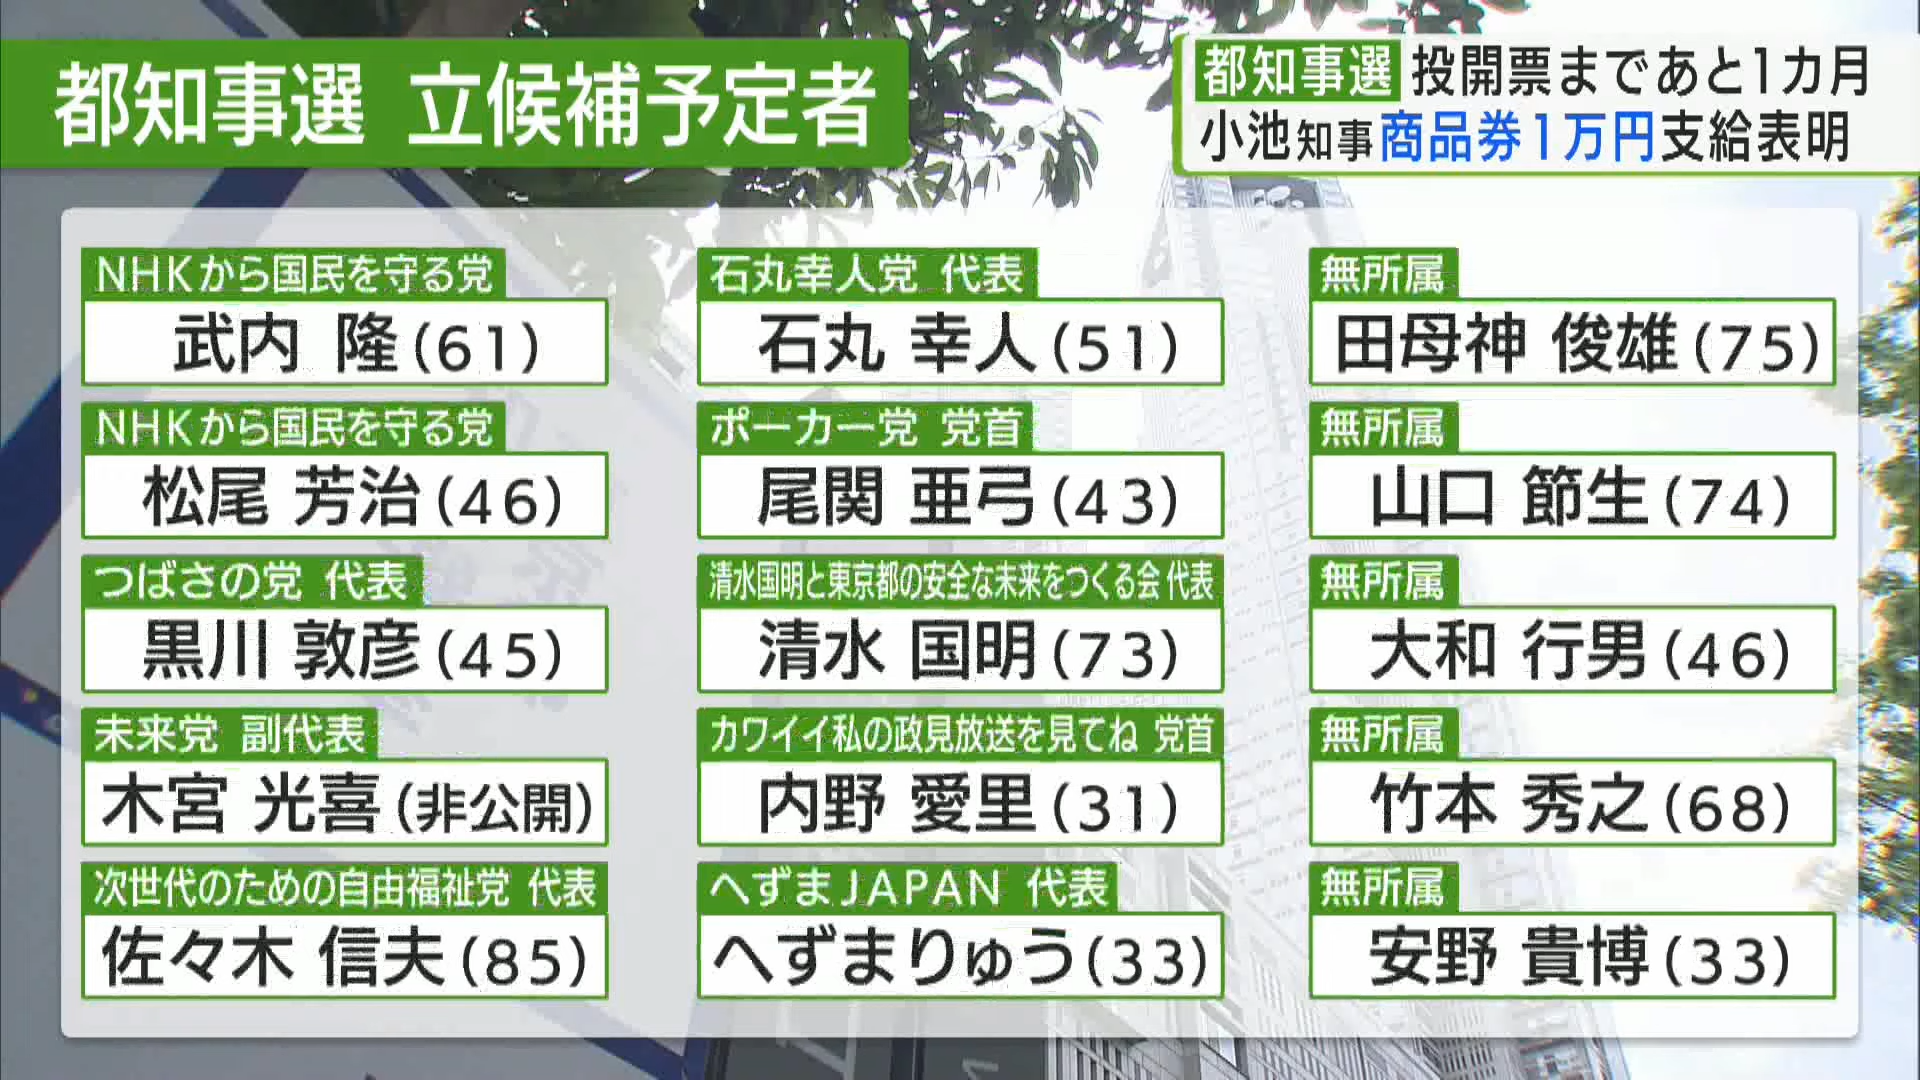 都知事選 立候補予定者
都知事選 投開票まであと1カ月
小池知事商品券1万円支給表明
NHKから国民を守る党
武内 隆(61)
NHKから国民を守る党
松尾 芳治(46)
つばさの党 代表
黒川 敦彦(45)
未来党 副代表
木宮 光喜(非公開)
次世代のための自由福祉党 代表
佐々木 信夫(85)
石丸幸人党 代表
石丸 幸人(51)
ポーカー党 党首
尾関 亜弓(43)
清水国明と東京都の安全な未来をつくる会 代表
清水 国明(73)
カワイイ私の政見放送を見てね 党首
内野 愛里(31)
へずまJAPAN 代表
へずまりゅう(33)
無所属
田母神 俊雄(75)
無所属
山口 節生(74)
無所属
大和 行男(46)
無所属
竹本 秀之(68)
無所属
安野 貴博(33)